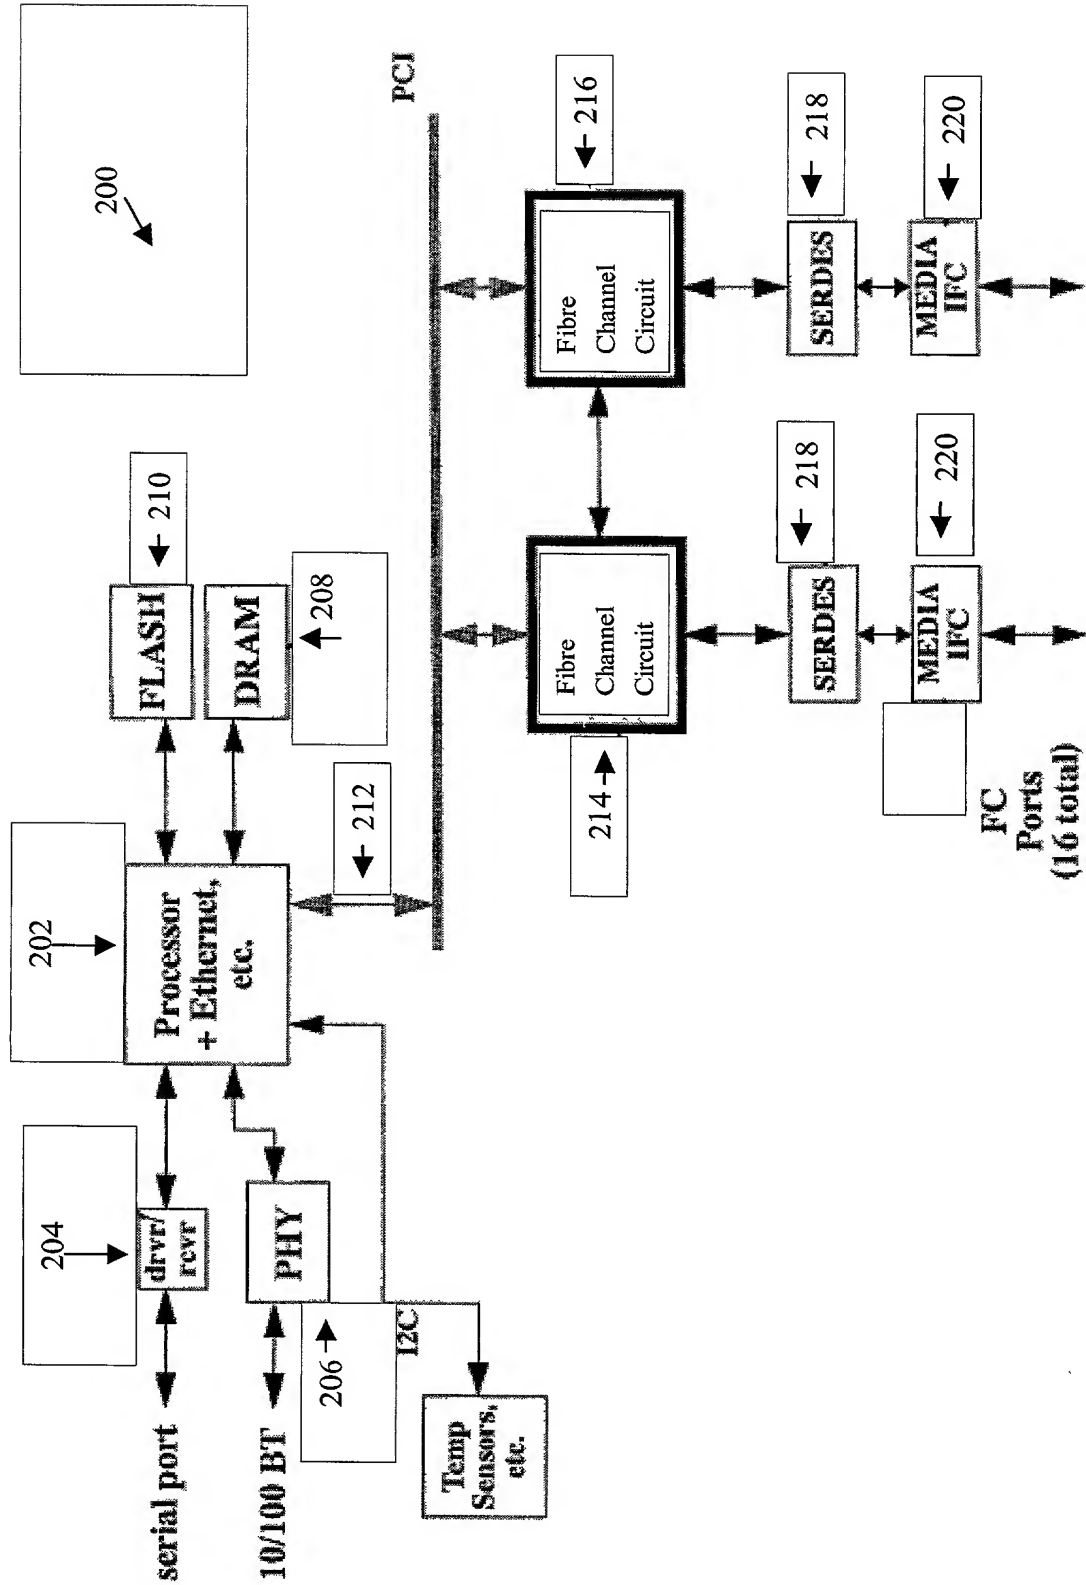 200
204
202
← 210
serial port
drvr/
rcvr
Processor
+ Ethernet,
etc.
FLASH
DRAM
208
10/100 BT
PHY
206 →
I2C
Temp
Sensors,
etc.
← 212
PCI
214 →
Fibre
Channel
Circuit
Fibre
Channel
Circuit
← 216
SERDES
← 218
SERDES
← 218
MEDIA
IFC
← 220
MEDIA
IFC
← 220
FC
Ports
(16 total)